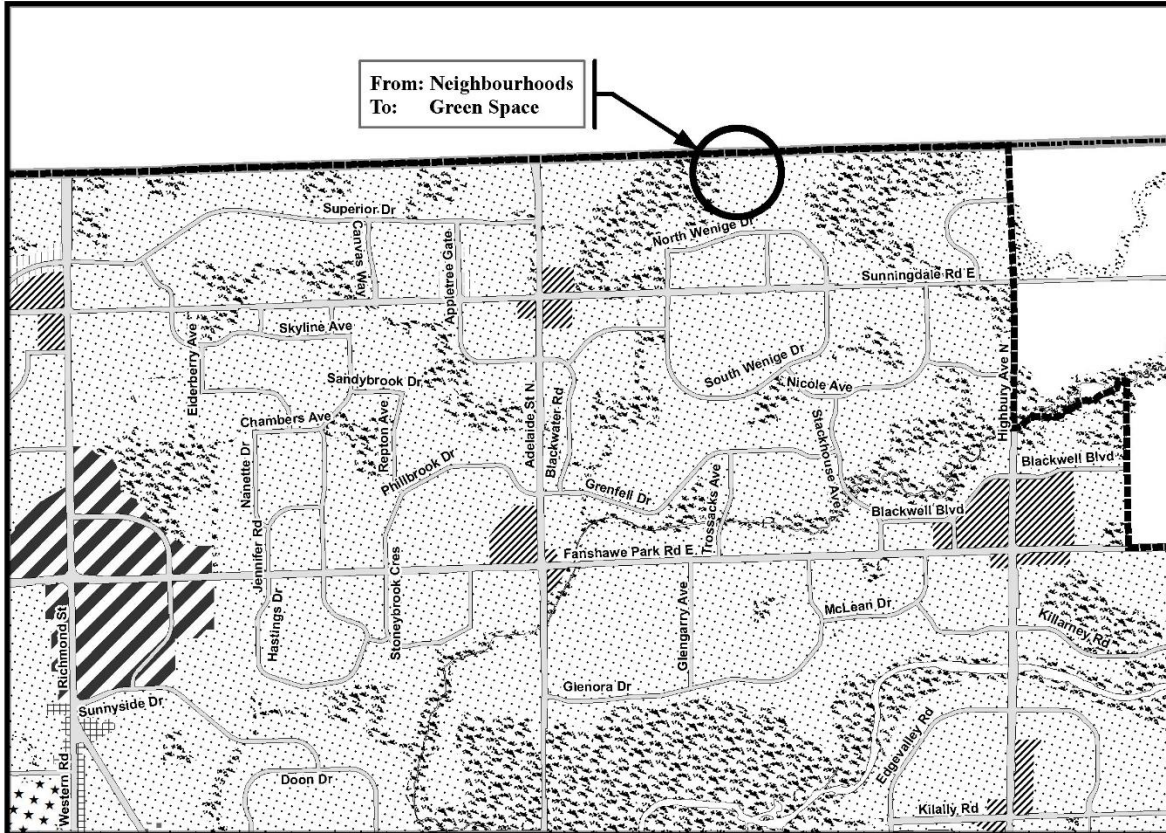 From: Neighbourhoods
To: Green Space
Superior Dr
Canvas Way
Appletree Gate
North Wenige Dr
Sunningdale Rd E
Skyline Ave
Elderberry Ave
Sandybrook Dr
South Wenige Dr
Nicole Ave
Highbury Ave N
Chambers Ave
Repton Ave
Adelaide St N
Blackwater Rd
Stackhouse Ave
Nanette Dr
Phillbrook Dr
Grenfell Dr
Trossacks Ave
Blackwell Blvd
Blackwell Blvd
Jennifer Rd
Fanshawe Park Rd E
Hastings Dr
Stoneybrook Cres
Glengarry Ave
McLean Dr
Killarney Rd
Richmond St
Sunnyside Dr
Glenora Dr
Edgevalley Rd
Western Rd
Doon Dr
Kilally Rd